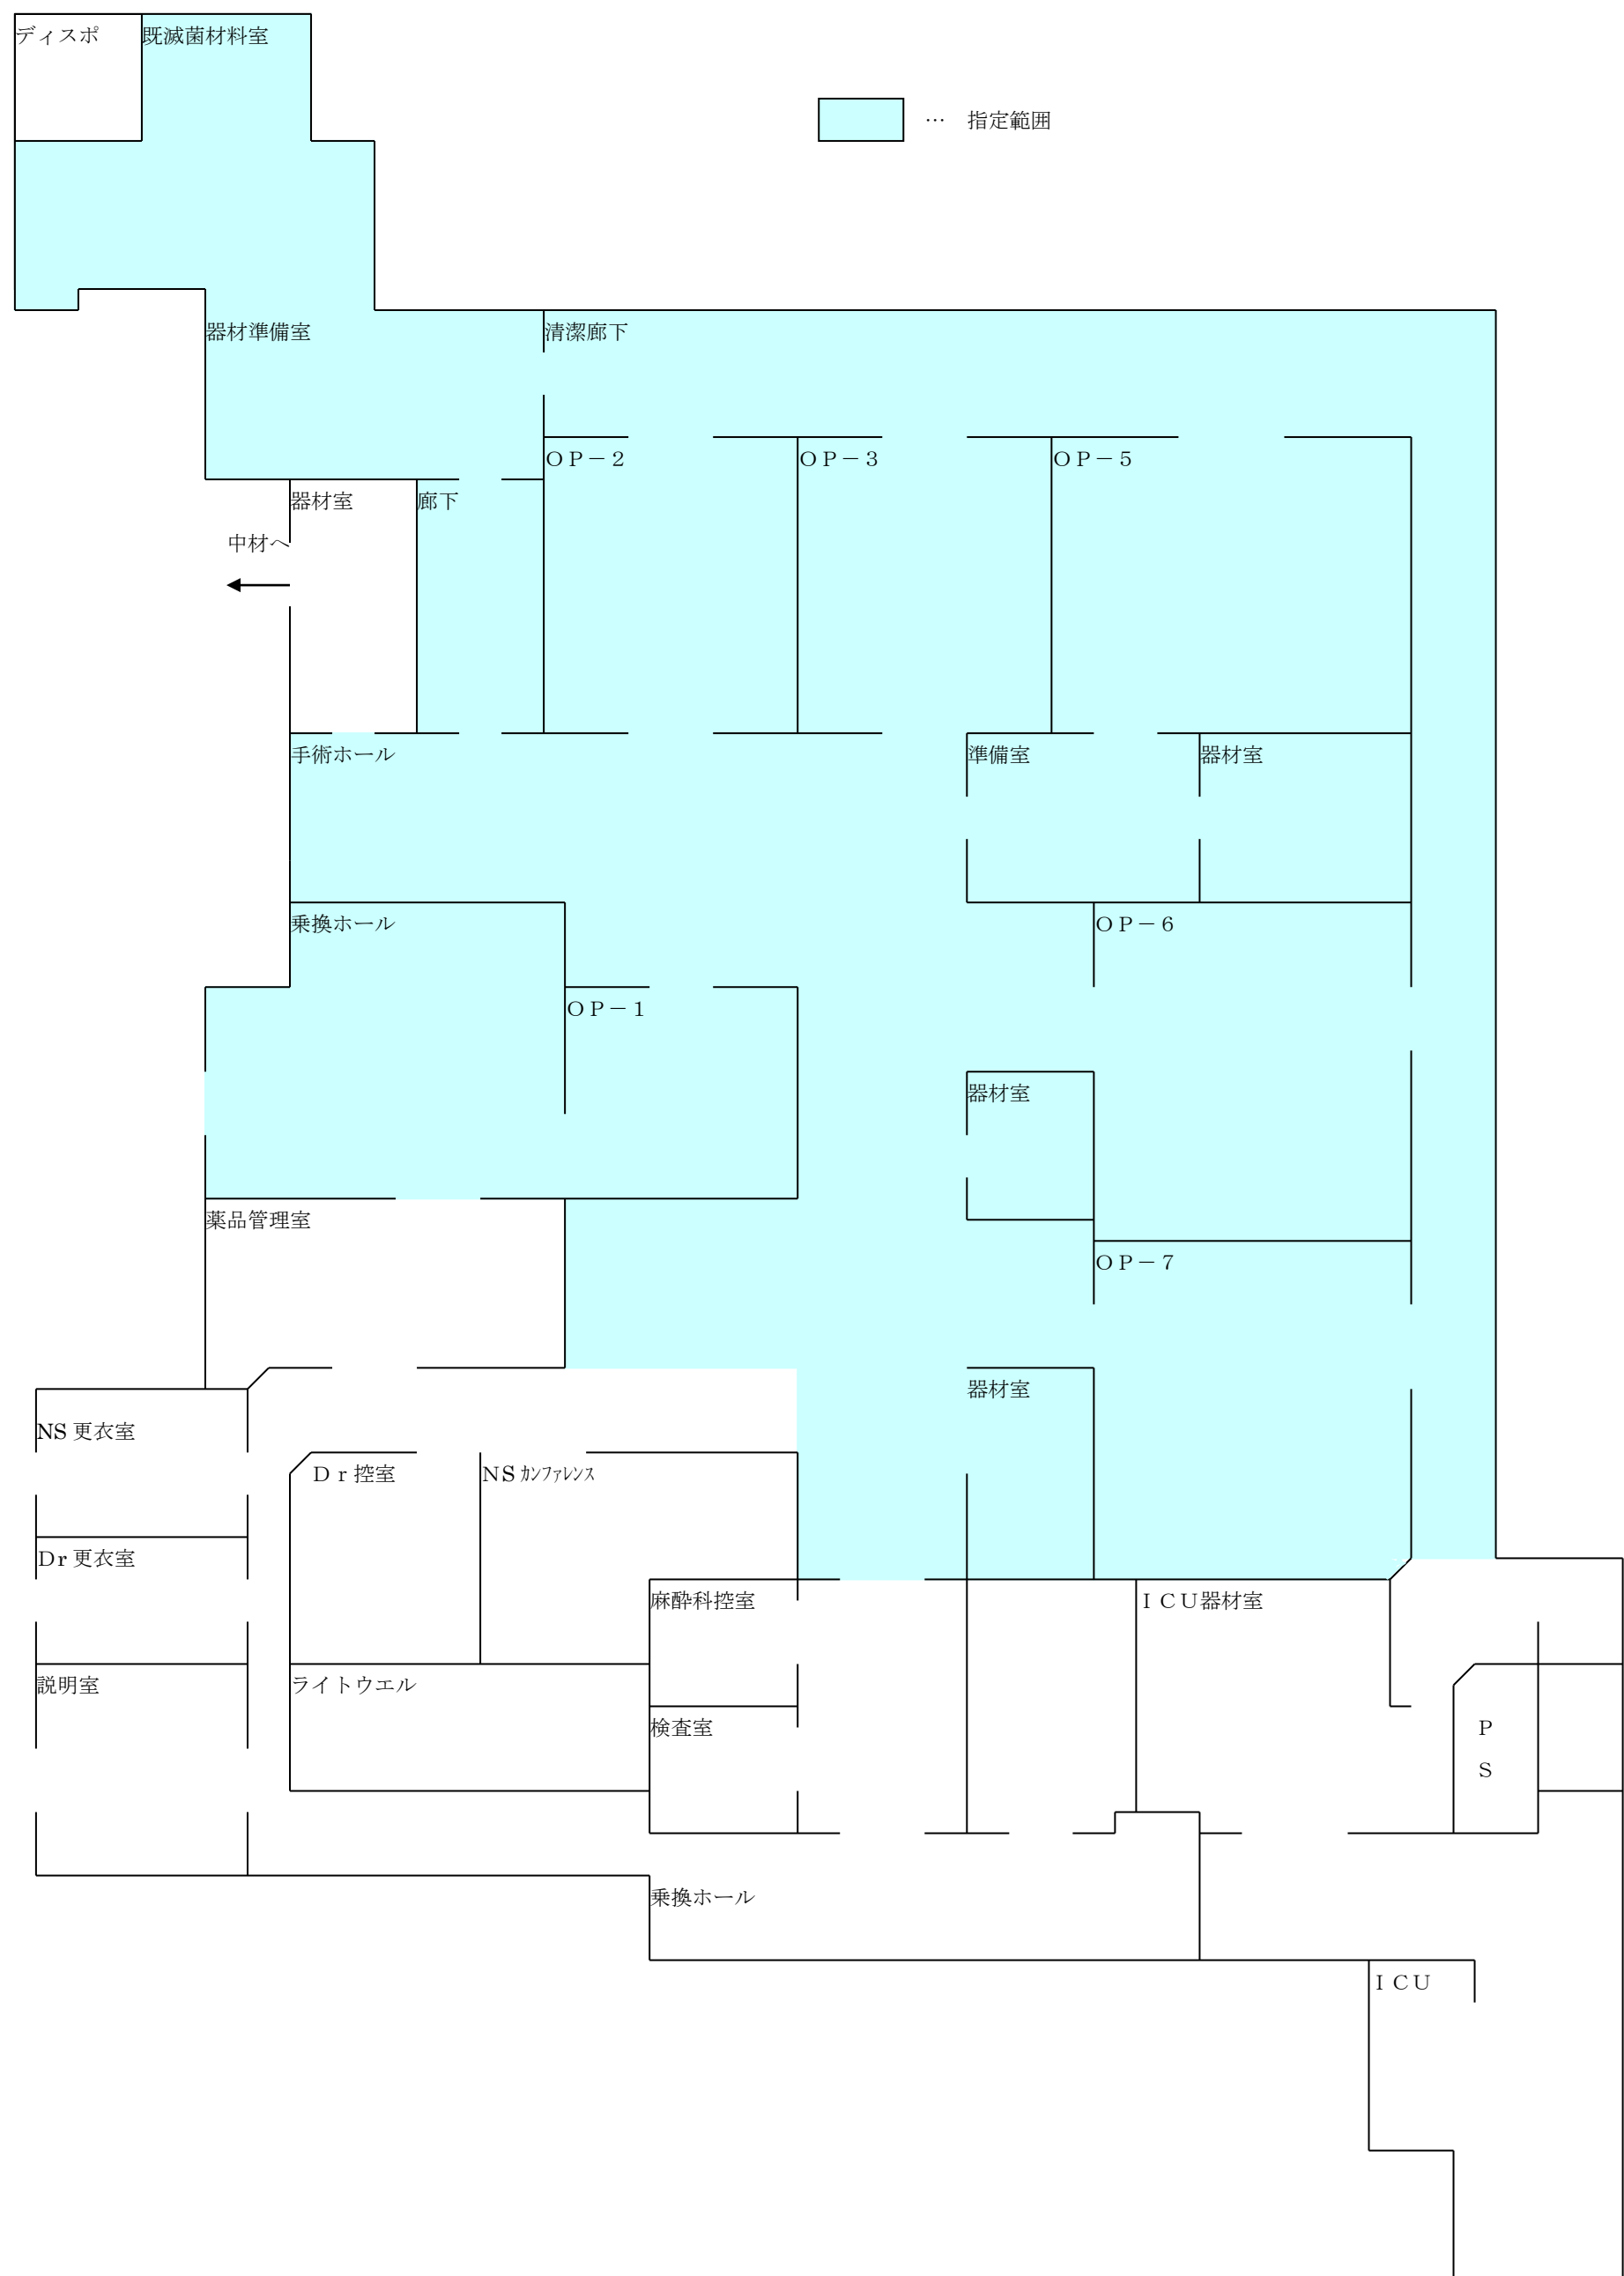 ディスポ
既滅菌材料室
… 指定範囲
器材準備室
清潔廊下
ＯＰ－２
ＯＰ－３
ＯＰ－５
器材室
廊下
中材へ
手術ホール
準備室
器材室
乗換ホール
ＯＰ－６
ＯＰ－１
器材室
薬品管理室
ＯＰ－７
器材室
NS 更衣室
Ｄｒ控室
NS ｶﾝﾌｧﾚﾝｽ
Dr 更衣室
麻酔科控室
ＩＣＵ器材室
説明室
ライトウエル
検査室
Ｐ
Ｓ
乗換ホール
ＩＣＵ